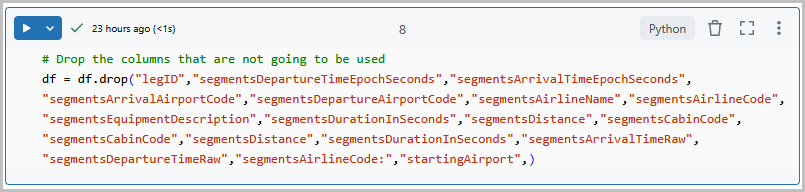 23 hours ago (<1s)
8
Python
# Drop the columns that are not going to be used
df = df.drop("legID","segmentsDepartureTimeEpochSeconds","segmentsArrivalTimeEpochSeconds",
"segmentsArrivalAirportCode","segmentsDepartureAirportCode","segmentsAirlineName","segmentsAirlineCode",
"segmentsEquipmentDescription","segmentsDurationInSeconds","segmentsDistance","segmentsCabinCode",
"segmentsCabinCode","segmentsDistance","segmentsDurationInSeconds","segmentsArrivalTimeRaw",
"segmentsDepartureTimeRaw","segmentsAirlineCode:","startingAirport",)